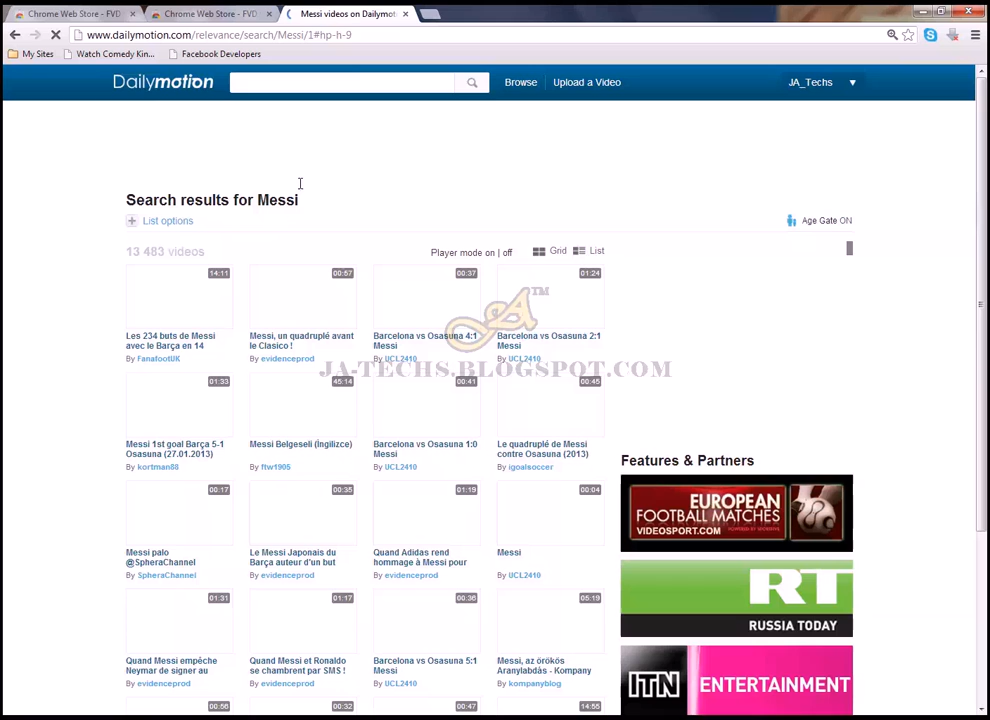 Chrome Web Store - FVD
Chrome Web Store - FVD
Messi videos on Dailymot
www.dailymotion.com/relevance/search/Messi/1#hp-h-9
My Sites
Watch Comedy Kin...
Facebook Developers
Dailymotion
Browse
Upload a Video
JA_Techs
Search results for Messi
List options
Age Gate ON
13 483 videos
Player mode on | off
Grid
List
14:11
00:57
00:37
01:24
Les 234 buts de Messi
avec le Barça en 14
By FanafootUK
Messi, un quadruplé avant
le Clasico !
By evidenceprod
Barcelona vs Osasuna 4:1
Messi
By UCL2410
Barcelona vs Osasuna 2:1
Messi
By UCL2410
JA-TECHS.BLOGSPOT.COM
TM
01:33
45:14
00:41
00:45
Messi 1st goal Barça 5-1
Osasuna (27.01.2013)
By kortman88
Messi Belgeseli (İngilizce)
By ftw1905
Barcelona vs Osasuna 1:0
Messi
By UCL2410
Le quadruplé de Messi
contre Osasuna (2013)
By igoalsoccer
00:17
00:35
01:19
00:04
Messi palo
@SpheraChannel
By SpheraChannel
Le Messi Japonais du
Barça auteur d'un but
By evidenceprod
Quand Adidas rend
hommage à Messi pour
By evidenceprod
Messi
By UCL2410
01:31
01:17
00:36
05:19
Quand Messi empêche
Neymar de signer au
By evidenceprod
Quand Messi et Ronaldo
se chambrent par SMS !
By evidenceprod
Barcelona vs Osasuna 5:1
Messi
By UCL2410
Messi, az örökös
Aranylabdás - Kompany
By kompanyblog
00:56
00:32
00:47
14:55
Features & Partners
EUROPEAN
FOOTBALL MATCHES
VIDEOSPORT.COM
RT
RUSSIA TODAY
ITN
ENTERTAINMENT